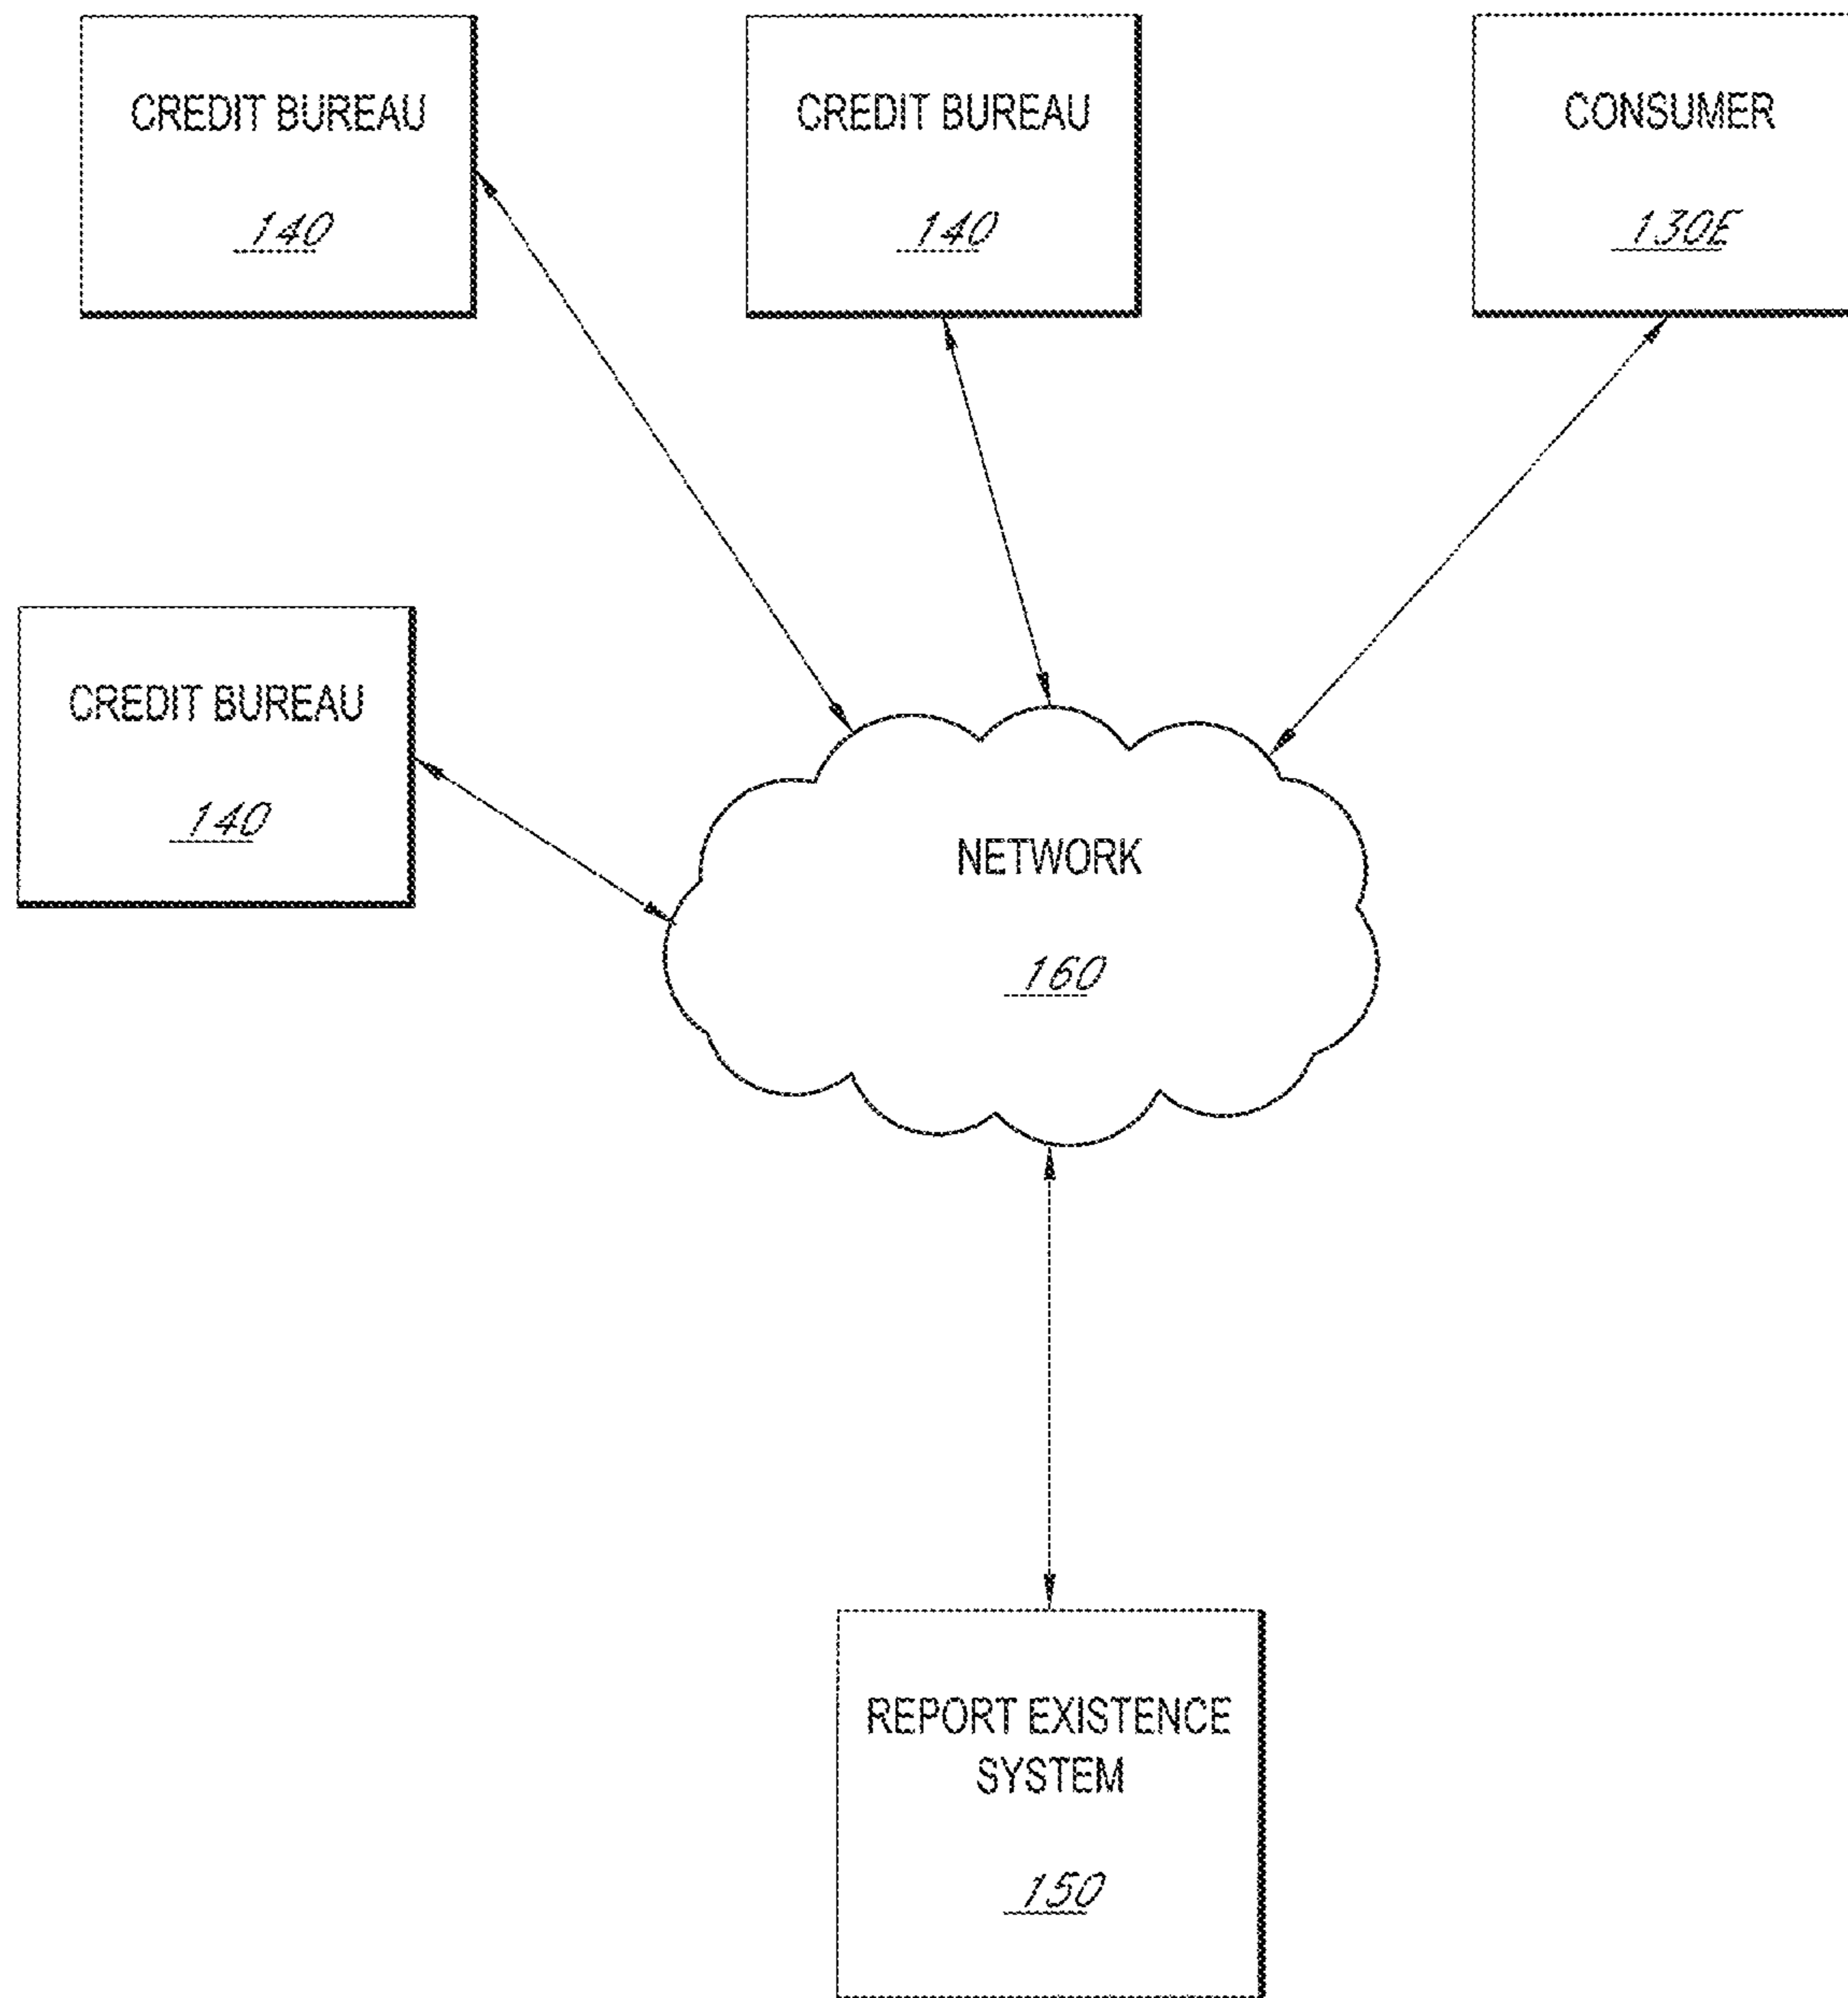 CREDIT BUREAU
140
CREDIT BUREAU
140
CONSUMER
130E
CREDIT BUREAU
140
NETWORK
160
REPORT EXISTENCE
SYSTEM
150